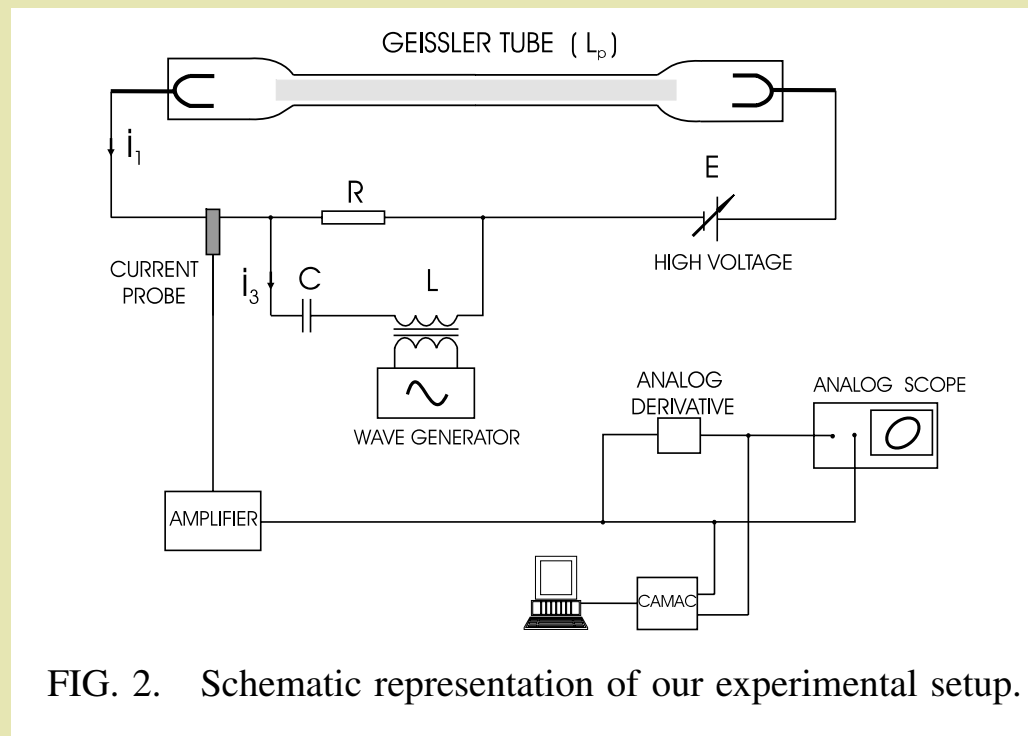 GEISSLER TUBE ( Lp )
i1
E
R
HIGH VOLTAGE
CURRENT
PROBE
i3
C
L
ANALOG
DERIVATIVE
ANALOG SCOPE
WAVE GENERATOR
AMPLIFIER
CAMAC
FIG. 2. Schematic representation of our experimental setup.